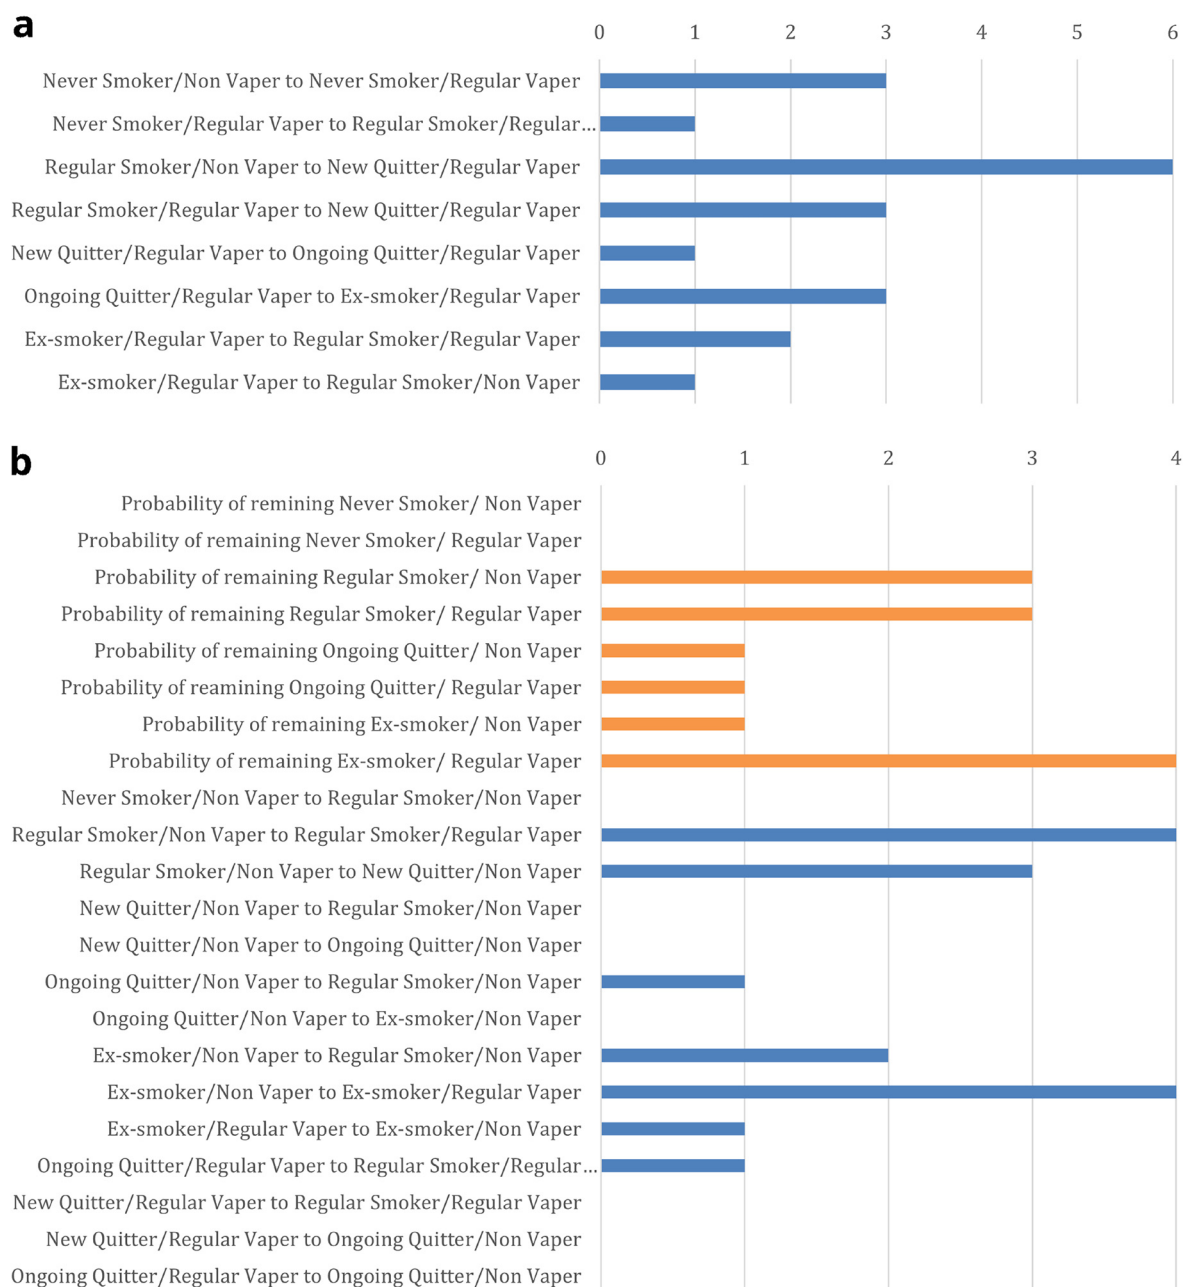 a
0 1 2 3 4 5 6
Never Smoker/Non Vaper to Never Smoker/Regular Vaper
Never Smoker/Regular Vaper to Regular Smoker/Regular...
Regular Smoker/Non Vaper to New Quitter/Regular Vaper
Regular Smoker/Regular Vaper to New Quitter/Regular Vaper
New Quitter/Regular Vaper to Ongoing Quitter/Regular Vaper
Ongoing Quitter/Regular Vaper to Ex-smoker/Regular Vaper
Ex-smoker/Regular Vaper to Regular Smoker/Regular Vaper
Ex-smoker/Regular Vaper to Regular Smoker/Non Vaper
b
0 1 2 3 4
Probability of remining Never Smoker/ Non Vaper
Probability of remaining Never Smoker/ Regular Vaper
Probability of remaining Regular Smoker/ Non Vaper
Probability of remaining Regular Smoker/ Regular Vaper
Probability of remaining Ongoing Quitter/ Non Vaper
Probability of reamining Ongoing Quitter/ Regular Vaper
Probability of remaining Ex-smoker/ Non Vaper
Probability of remaining Ex-smoker/ Regular Vaper
Never Smoker/Non Vaper to Regular Smoker/Non Vaper
Regular Smoker/Non Vaper to Regular Smoker/Regular Vaper
Regular Smoker/Non Vaper to New Quitter/Non Vaper
New Quitter/Non Vaper to Regular Smoker/Non Vaper
New Quitter/Non Vaper to Ongoing Quitter/Non Vaper
Ongoing Quitter/Non Vaper to Regular Smoker/Non Vaper
Ongoing Quitter/Non Vaper to Ex-smoker/Non Vaper
Ex-smoker/Non Vaper to Regular Smoker/Non Vaper
Ex-smoker/Non Vaper to Ex-smoker/Regular Vaper
Ex-smoker/Regular Vaper to Ex-smoker/Non Vaper
Ongoing Quitter/Regular Vaper to Regular Smoker/Regular...
New Quitter/Regular Vaper to Regular Smoker/Regular Vaper
New Quitter/Regular Vaper to Ongoing Quitter/Non Vaper
Ongoing Quitter/Regular Vaper to Ongoing Quitter/Non Vaper